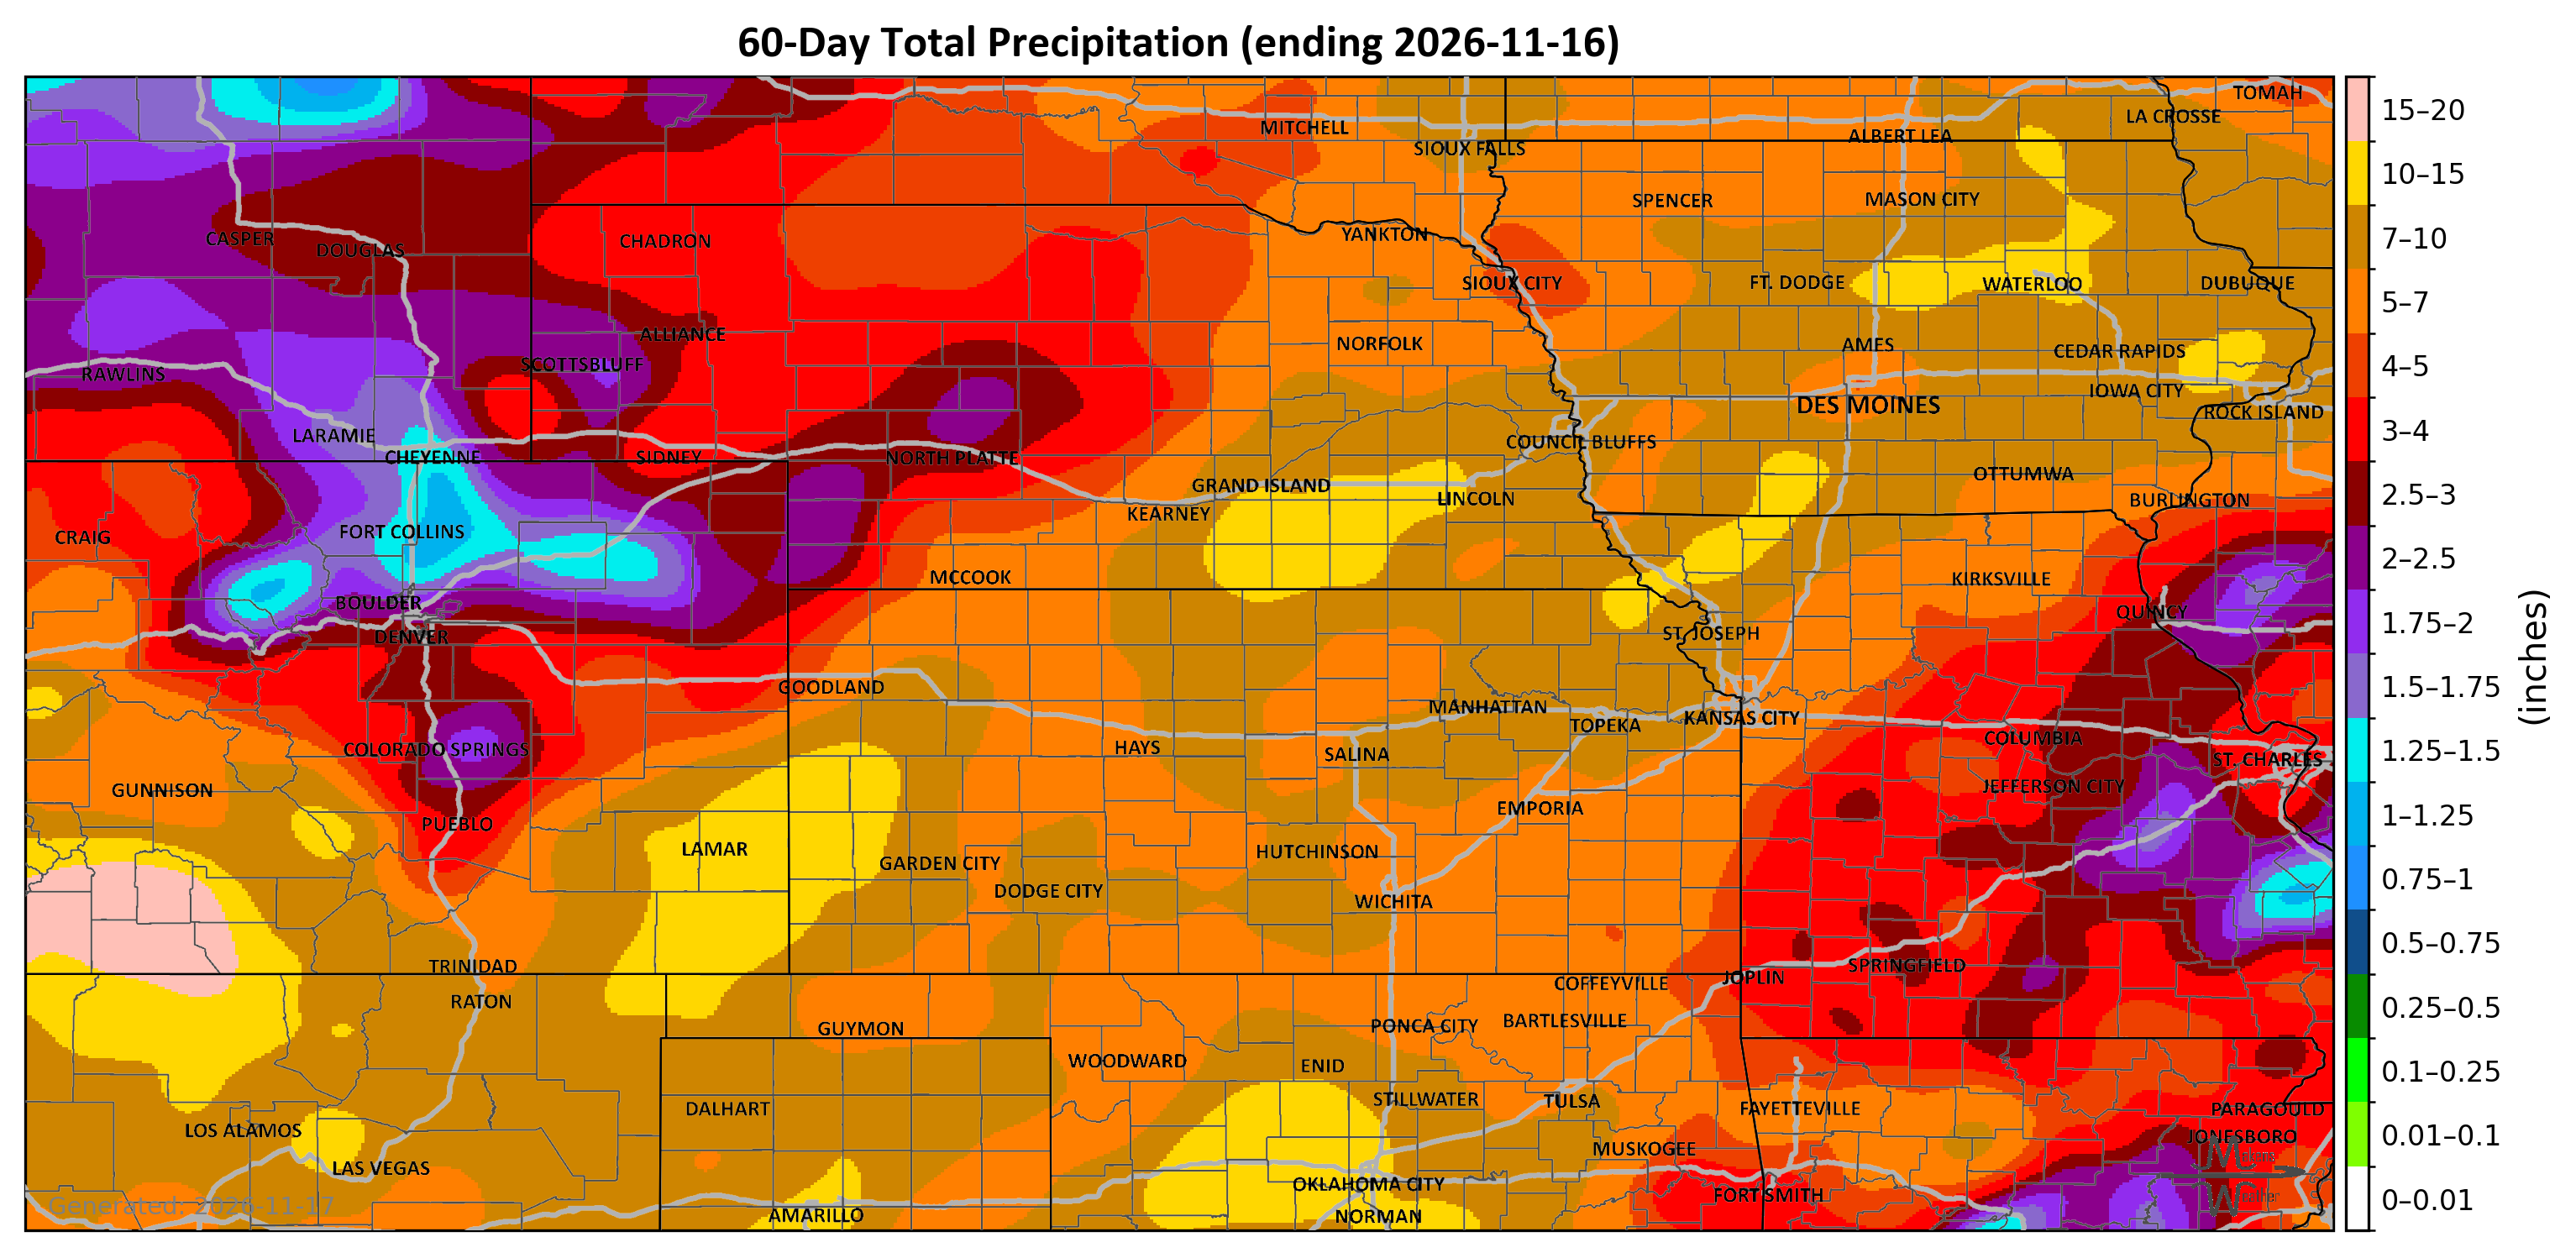 60-Day Total Precipitation (ending 2026-11-16)
TOMAH
LA CROSSE
MITCHELL
ALBERT LEA
SIOUX FALLS
SPENCER
MASON CITY
CASPER
DOUGLAS
CHADRON
YANKTON
SIOUX CITY
FT. DODGE
WATERLOO
DUBUQUE
ALLIANCE
NORFOLK
AMES
CEDAR RAPIDS
SCOTTSBLUFF
RAWLINS
IOWA CITY
DES MOINES
ROCK ISLAND
LARAMIE
COUNCIL BLUFFS
CHEYENNE
SIDNEY
NORTH PLATTE
OTTUMWA
GRAND ISLAND
LINCOLN
BURLINGTON
KEARNEY
CRAIG
FORT COLLINS
MCCOOK
KIRKSVILLE
BOULDER
QUINCY
DENVER
ST. JOSEPH
GOODLAND
MANHATTAN
TOPEKA
KANSAS CITY
COLORADO SPRINGS
HAYS
SALINA
COLUMBIA
ST. CHARLES
GUNNISON
JEFFERSON CITY
EMPORIA
PUEBLO
LAMAR
GARDEN CITY
HUTCHINSON
DODGE CITY
WICHITA
TRINIDAD
SPRINGFIELD
COFFEYVILLE
JOPLIN
RATON
GUYMON
PONCA CITY
BARTLESVILLE
WOODWARD
ENID
STILLWATER
TULSA
DALHART
FAYETTEVILLE
PARAGOULD
LOS ALAMOS
JONESBORO
MUSKOGEE
LAS VEGAS
OKLAHOMA CITY
FORT SMITH
AMARILLO
NORMAN
Generated: 2026-11-17
15–20
10–15
7–10
5–7
4–5
3–4
2.5–3
2–2.5
1.75–2
1.5–1.75
1.25–1.5
1–1.25
0.75–1
0.5–0.75
0.25–0.5
0.1–0.25
0.01–0.1
0–0.01
(inches)